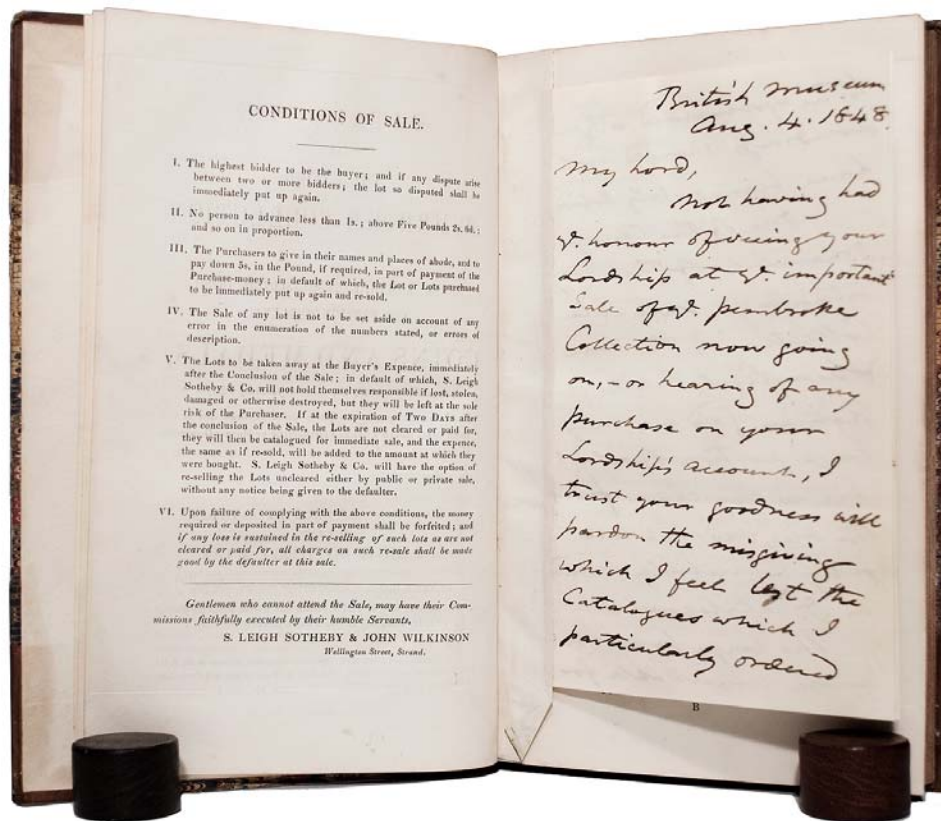 CONDITIONS OF SALE.
I. The highest bidder to be the buyer; and if any dispute arise
between two or more bidders; the lot so disputed shall be
immediately put up again.
II. No person to advance less than 1s.; above Five Pounds 2s. 6d.;
and so on in proportion.
III. The Purchasers to give in their names and places of abode, and to
pay down 5s, in the Pound, if required, in part of payment of the
Purchase-money; in default of which, the Lot or Lots purchased
to be Immediately put up again and re-sold.
IV. The Sale of any lot is not to be set aside on account of any
error in the enumeration of the numbers stated, or errors of
description.
V. The Lots to be taken away at the Buyer's Expence, immediately
after the Conclusion of the Sale; in default of which, S. Leigh
Sotheby & Co. will not hold themselves responsible if lost, stolen,
damaged or otherwise destroyed, but they will be left at the sole
risk of the Purchaser. If at the expiration of Two Days after
the conclusion of the Sale, the Lots are not cleared or paid for,
they will then be catalogued for immediate sale, and the expence,
the same as if re-sold, will be added to the amount at which they
were bought. S. Leigh Sotheby & Co. will have the option of
re-selling the Lots uncleared either by public or private sale,
without any notice being given to the defaulter.
VI. Upon failure of complying with the above conditions, the money
required or deposited in part of payment shall be forfeited; and
if any loss is sustained in the re-selling of such lots as are not
cleared or paid for, all charges on such re-sale shall be made
good by the defaulter at this sale.
Gentlemen who cannot attend the Sale, may have their Com-
missions faithfully executed by their humble Servants,
S. LEIGH SOTHEBY & JOHN WILKINSON
Wellington Street, Strand.
British Museum
Aug. 4. 1848.
My Lord,
Not having had
ye. honour of seeing your
Lordship at ye. important
Sale of ye. Pembroke
Collection now going
on, - or hearing of any
purchase on your
Lordship's account, I
trust your goodness will
pardon the misgiving
which I feel lest the
Catalogues which I
particularly ordered
B